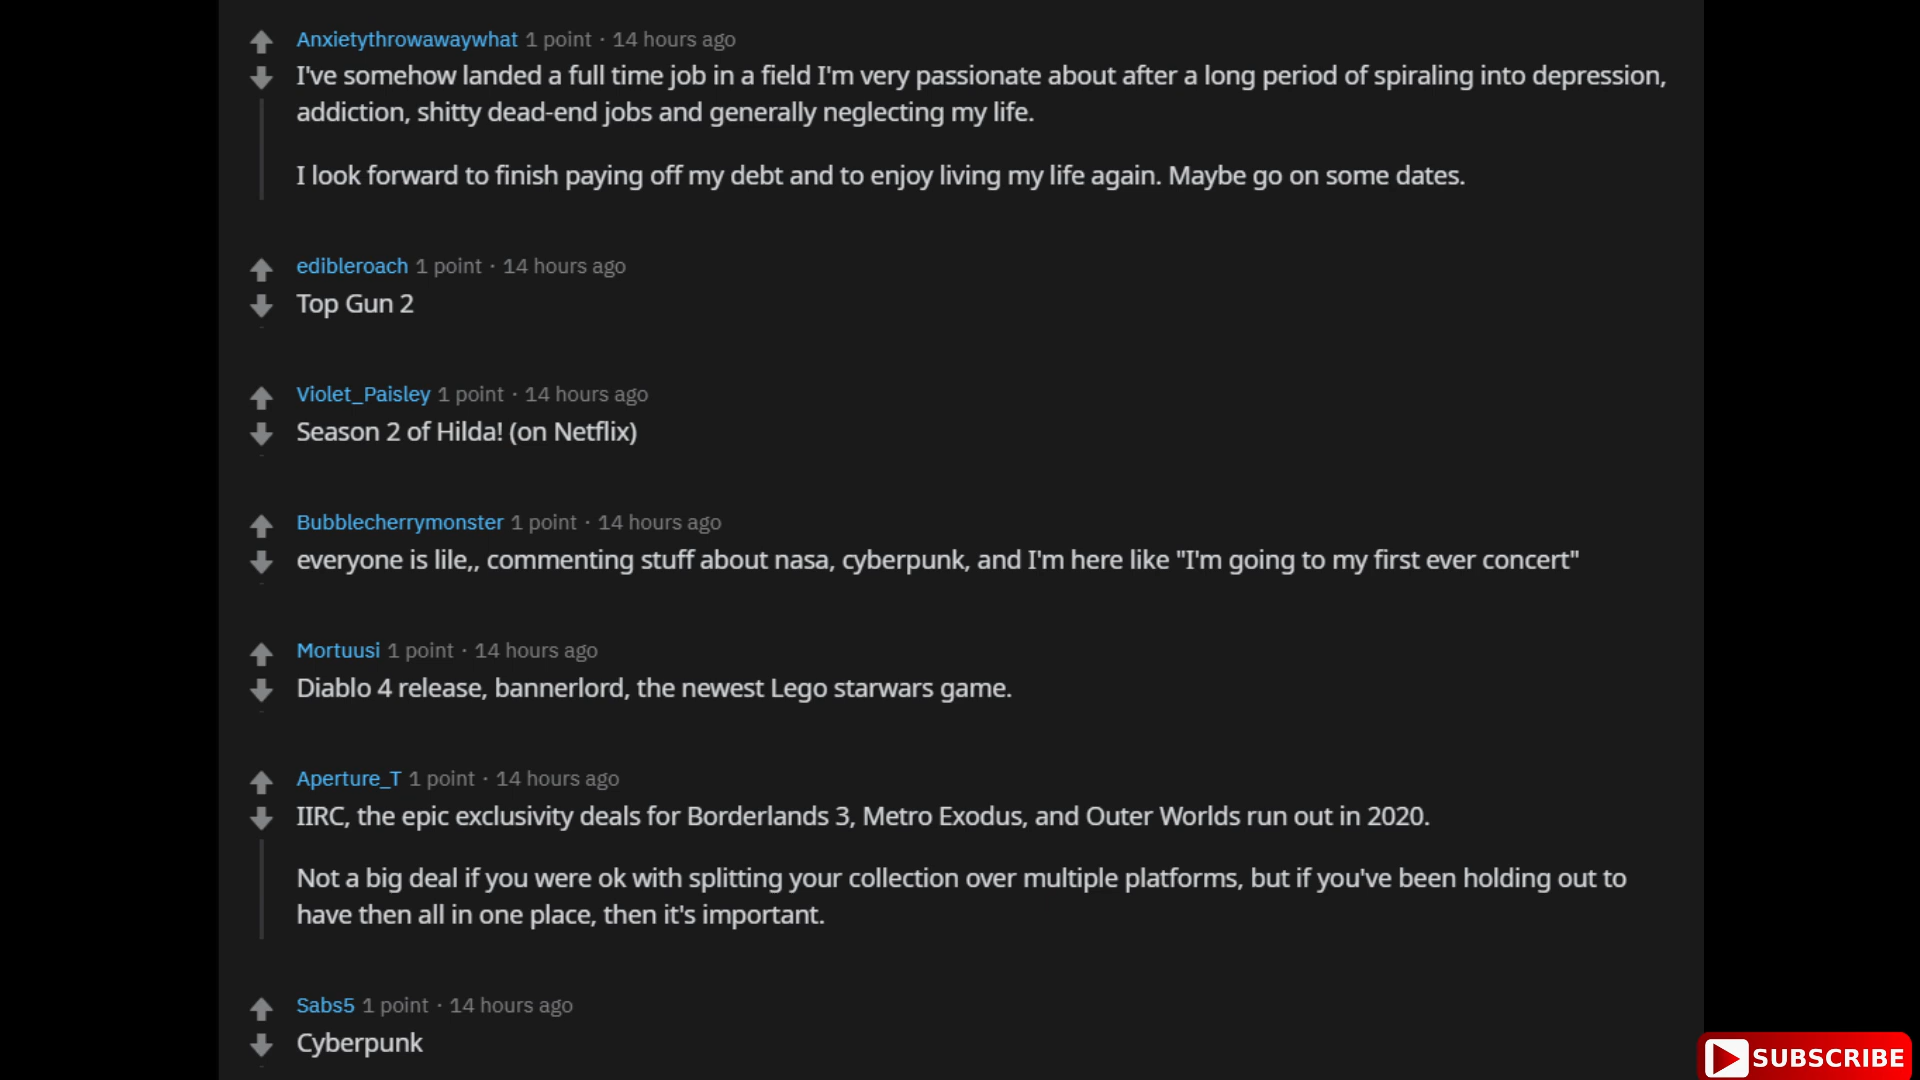 Anxietythrowawaywhat 1 point · 14 hours ago
I've somehow landed a full time job in a field I'm very passionate about after a long period of spiraling into depression,
addiction, shitty dead-end jobs and generally neglecting my life.
I look forward to finish paying off my debt and to enjoy living my life again. Maybe go on some dates.
edibleroach 1 point · 14 hours ago
Top Gun 2
Violet_Paisley 1 point · 14 hours ago
Season 2 of Hilda! (on Netflix)
Bubblecherrymonster 1 point · 14 hours ago
everyone is lile,, commenting stuff about nasa, cyberpunk, and I'm here like "I'm going to my first ever concert"
Mortuusi 1 point · 14 hours ago
Diablo 4 release, bannerlord, the newest Lego starwars game.
Aperture_T 1 point · 14 hours ago
IIRC, the epic exclusivity deals for Borderlands 3, Metro Exodus, and Outer Worlds run out in 2020.
Not a big deal if you were ok with splitting your collection over multiple platforms, but if you've been holding out to
have then all in one place, then it's important.
Sabs5 1 point · 14 hours ago
Cyberpunk
SUBSCRIBE